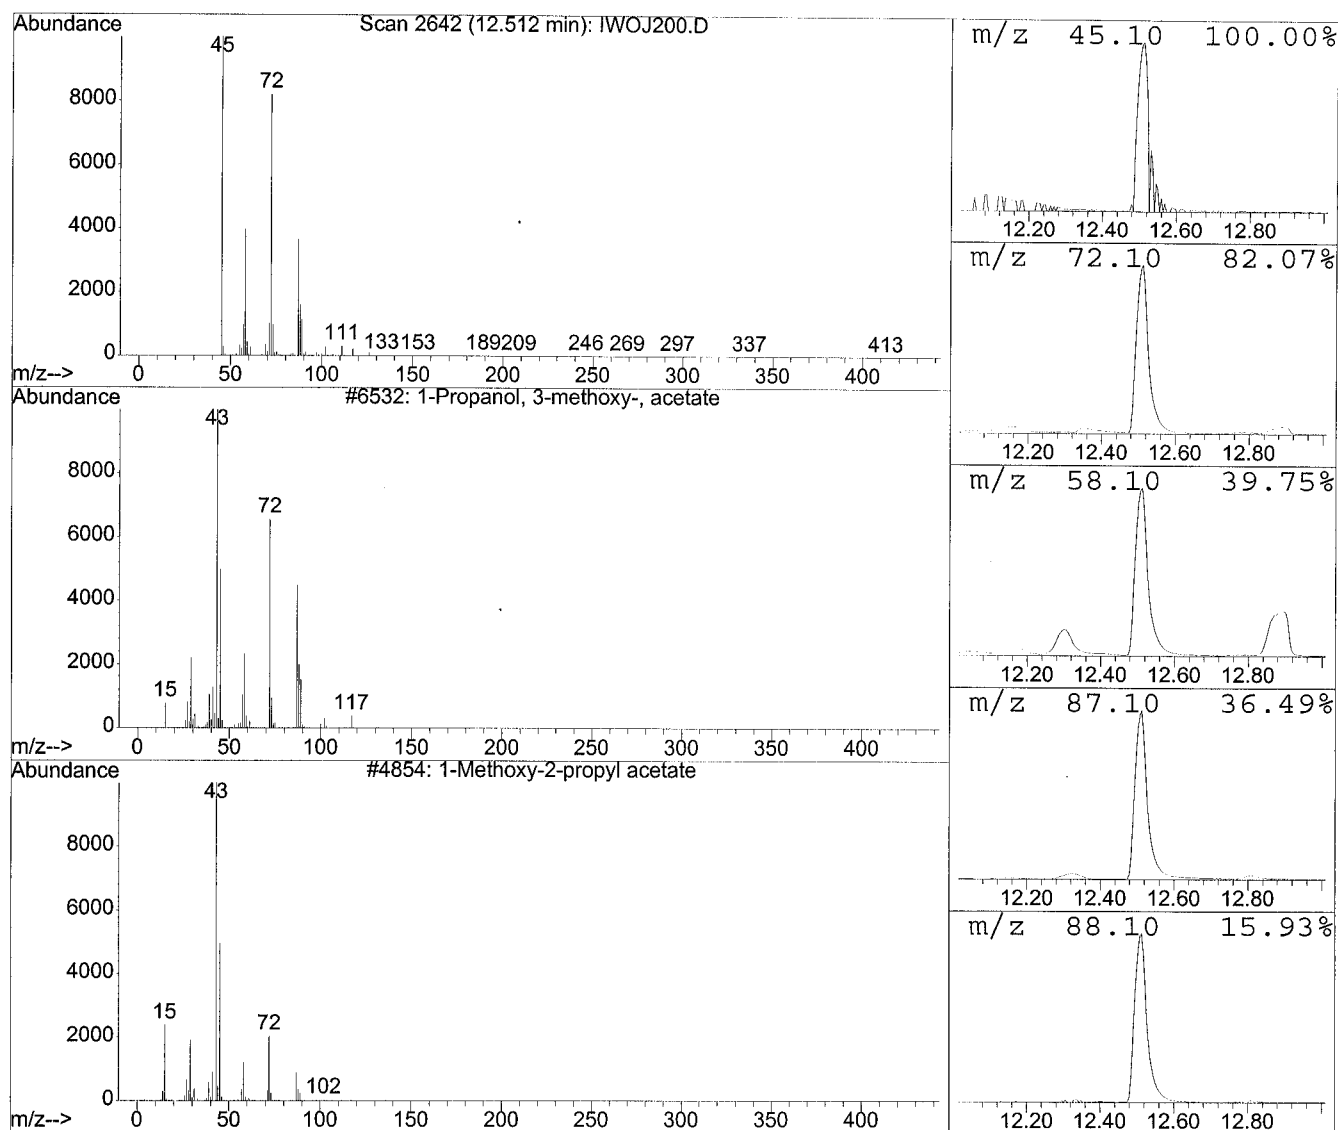 Abundance Scan 2642 (12.512 min): IWOJ200.D
45
72
8000
6000
4000
2000
111 133 153 189 209 246 269 297 337 413
0
m/z--> 0 50 100 150 200 250 300 350 400
Abundance #6532: 1-Propanol, 3-methoxy-, acetate
43
8000
72
6000
4000
2000
15 117
0
m/z--> 0 50 100 150 200 250 300 350 400
Abundance #4854: 1-Methoxy-2-propyl acetate
43
8000
6000
4000
15
2000 72
102
0
m/z--> 0 50 100 150 200 250 300 350 400
m/z 45.10 100.00%
12.20 12.40 12.60 12.80
m/z 72.10 82.07%
12.20 12.40 12.60 12.80
m/z 58.10 39.75%
12.20 12.40 12.60 12.80
m/z 87.10 36.49%
12.20 12.40 12.60 12.80
m/z 88.10 15.93%
12.20 12.40 12.60 12.80